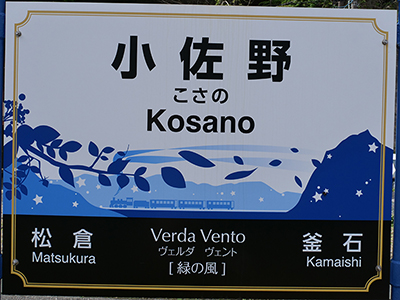 小佐野
こさの
Kosano
松倉
Matsukura
Verda Vento
ヴェルダ ヴェント
[ 緑の風 ]
釜石
Kamaishi